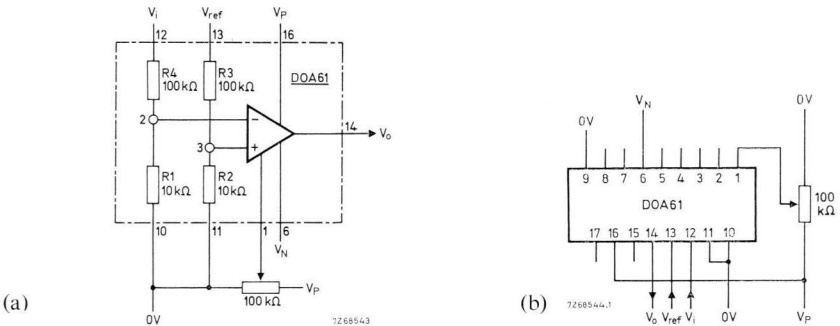 Vi Vref VP
12 13 16
R4 100kΩ R3 100kΩ DOA61
2 − 14 Vo
3 +
R1 10kΩ R2 10kΩ
10 11 1 6
VN
VP
100kΩ
0V 7Z68543
(a)
VN 0V
0V
9 8 7 6 5 4 3 2 1
DOA61 100 kΩ
17 16 15 14 13 12 11 10
7Z68544.1 Vo Vref Vi 0V VP
(b)